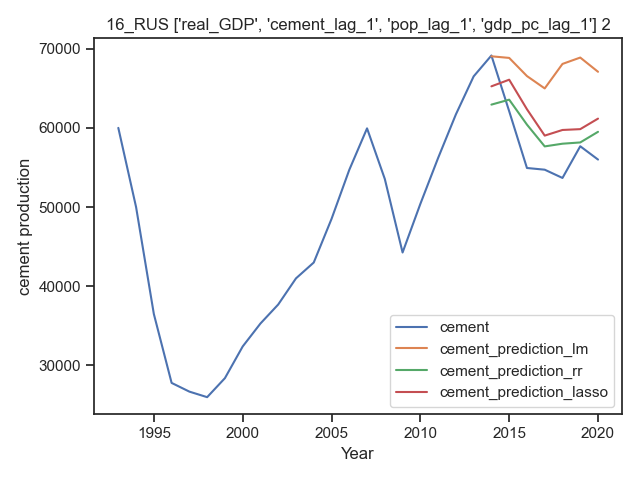 16_RUS ['real_GDP', 'cement_lag_1', 'pop_lag_1', 'gdp_pc_lag_1'] 2
70000
60000
50000
40000
30000
cement production
cement
cement_prediction_lm
cement_prediction_rr
cement_prediction_lasso
1995
2000
2005
2010
2015
2020
Year